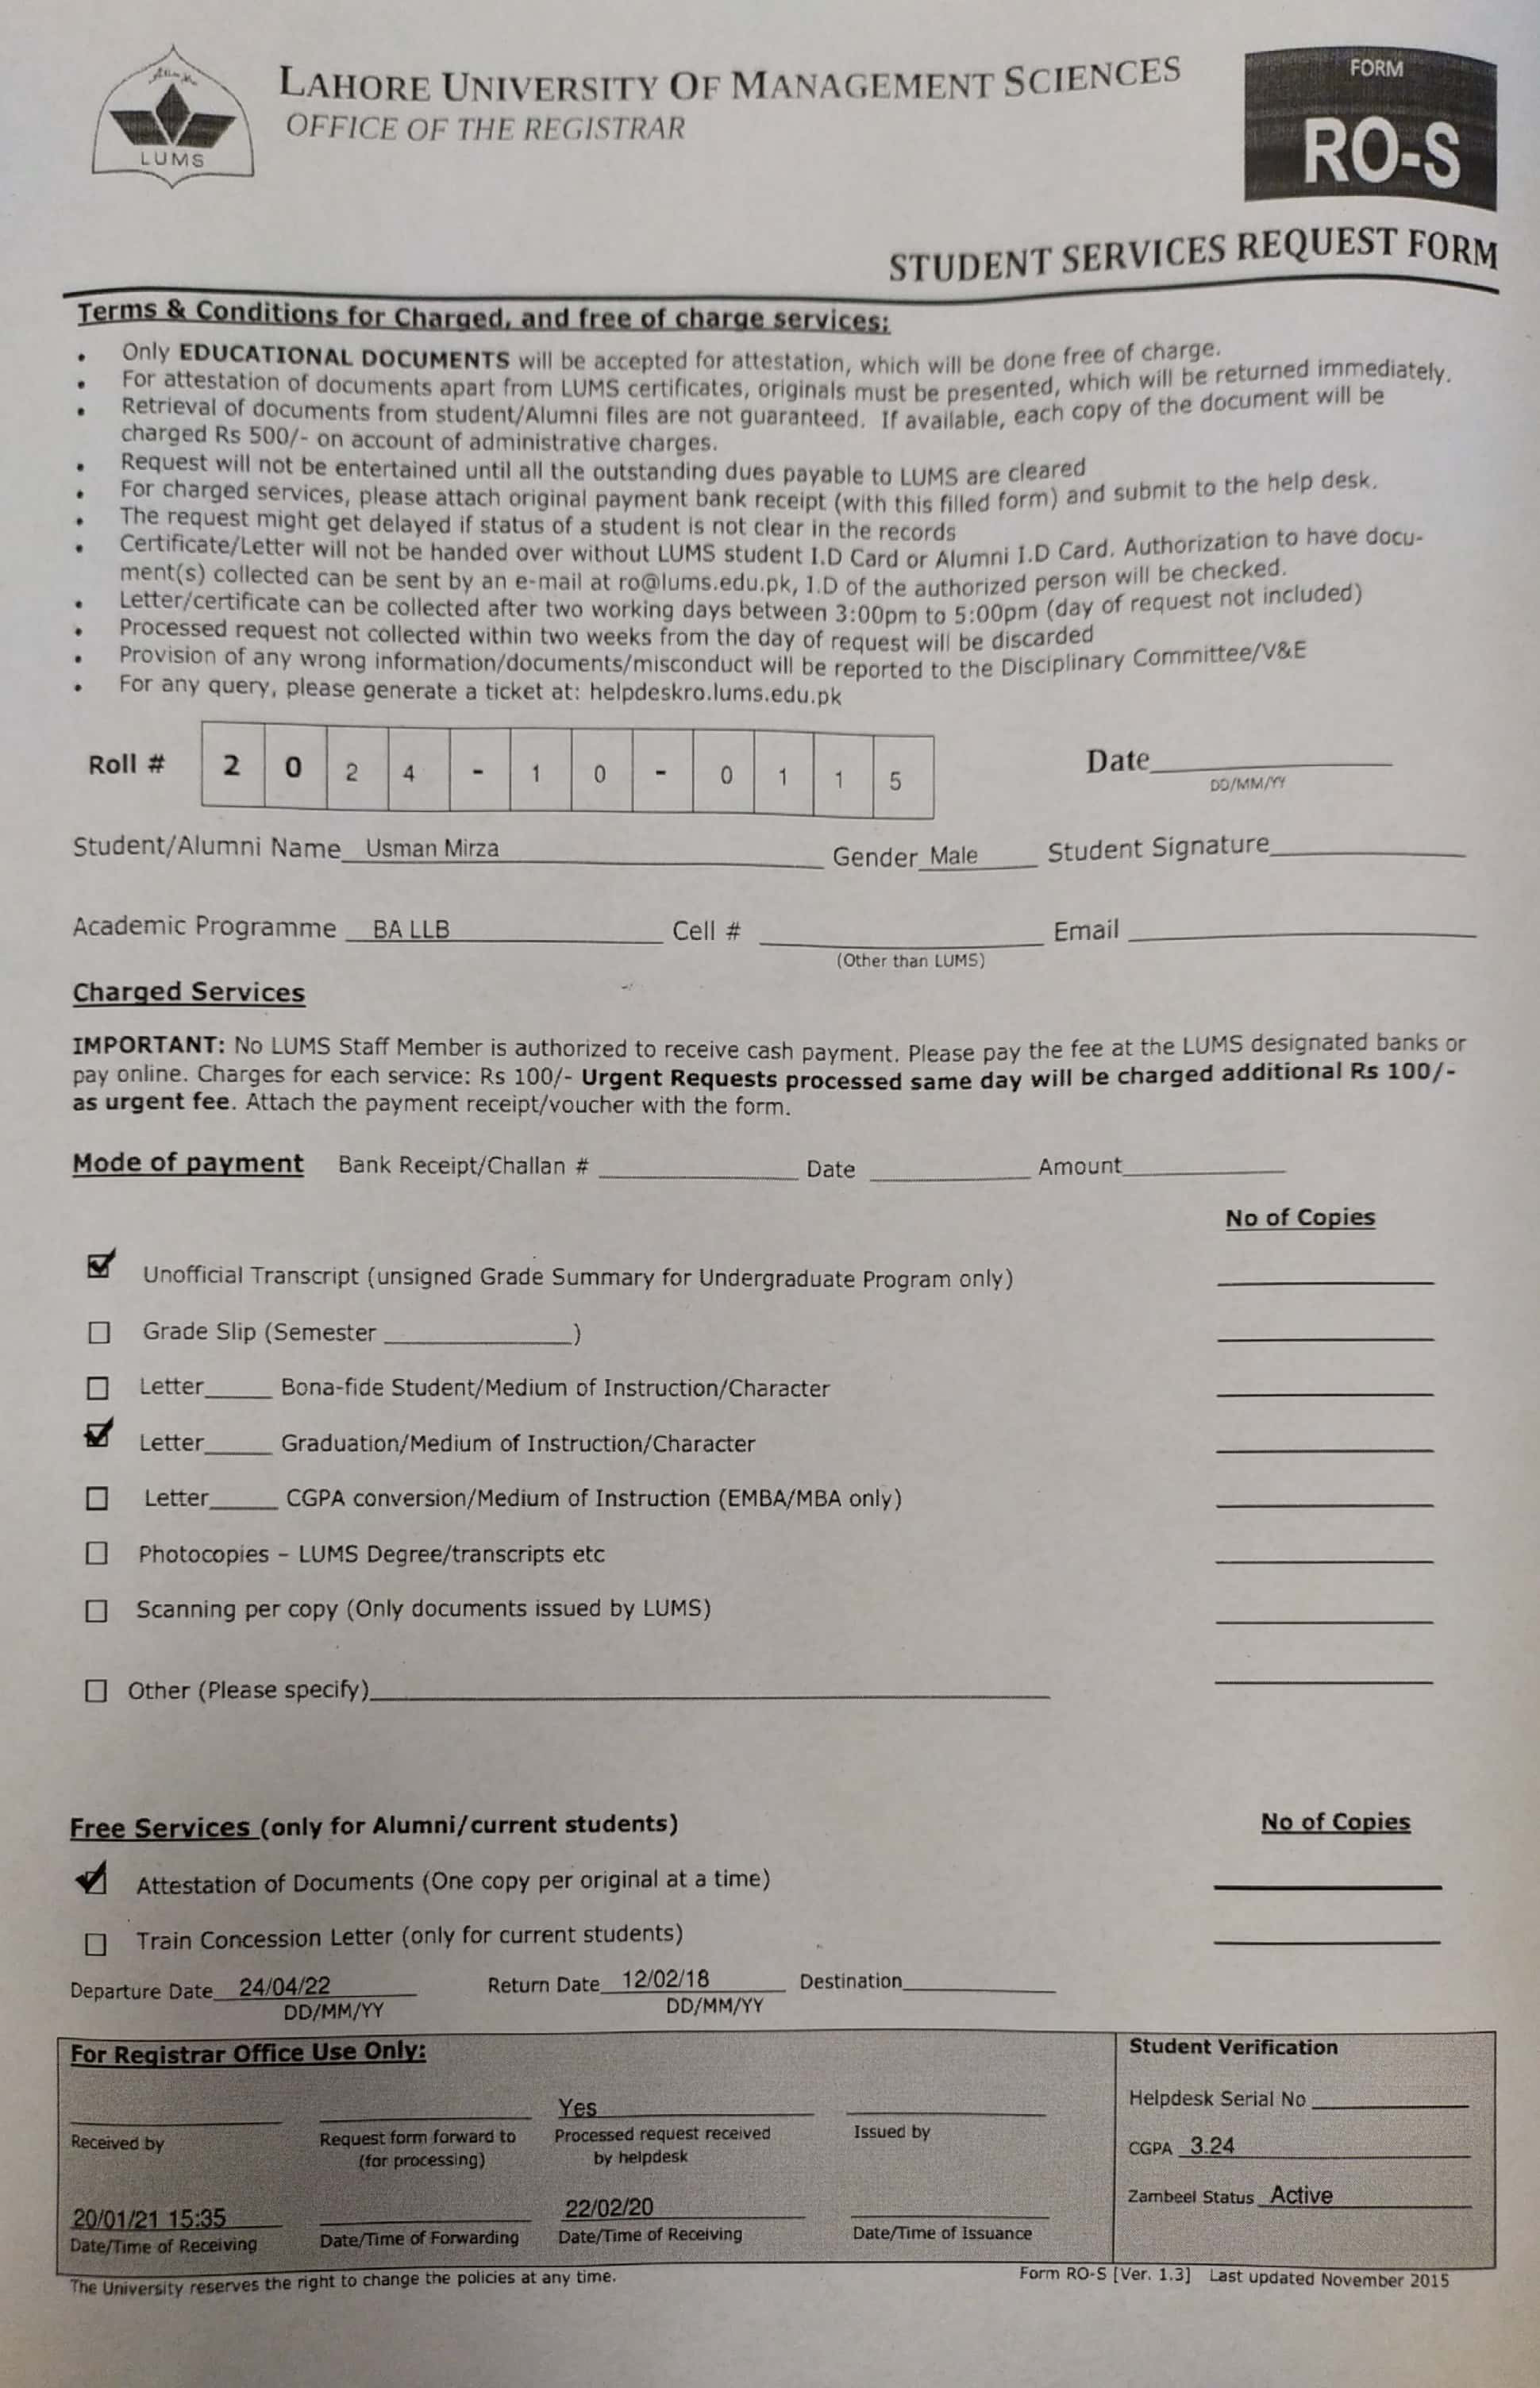 LUMS
LAHORE UNIVERSITY OF MANAGEMENT SCIENCES
OFFICE OF THE REGISTRAR
FORM
RO-S
STUDENT SERVICES REQUEST FORM
Terms & Conditions for Charged, and free of charge services:
• Only EDUCATIONAL DOCUMENTS will be accepted for attestation, which will be done free of charge.
• For attestation of documents apart from LUMS certificates, originals must be presented, which will be returned immediately.
• Retrieval of documents from student/Alumni files are not guaranteed. If available, each copy of the document will be
charged Rs 500/- on account of administrative charges.
• Request will not be entertained until all the outstanding dues payable to LUMS are cleared
• For charged services, please attach original payment bank receipt (with this filled form) and submit to the help desk.
• The request might get delayed if status of a student is not clear in the records
• Certificate/Letter will not be handed over without LUMS student I.D Card or Alumni I.D Card. Authorization to have docu-
ment(s) collected can be sent by an e-mail at ro@lums.edu.pk, I.D of the authorized person will be checked.
• Letter/certificate can be collected after two working days between 3:00pm to 5:00pm (day of request not included)
• Processed request not collected within two weeks from the day of request will be discarded
• Provision of any wrong information/documents/misconduct will be reported to the Disciplinary Committee/V&E
• For any query, please generate a ticket at: helpdeskro.lums.edu.pk
Roll # 2 0 2 4 - 1 0 - 0 1 1 5 Date
DD/MM/YY
Student/Alumni Name Usman Mirza Gender Male Student Signature
Academic Programme BA LLB Cell # Email
(Other than LUMS)
Charged Services
IMPORTANT: No LUMS Staff Member is authorized to receive cash payment. Please pay the fee at the LUMS designated banks or
pay online. Charges for each service: Rs 100/- Urgent Requests processed same day will be charged additional Rs 100/-
as urgent fee. Attach the payment receipt/voucher with the form.
Mode of payment Bank Receipt/Challan # Date Amount
No of Copies
Unofficial Transcript (unsigned Grade Summary for Undergraduate Program only)
Grade Slip (Semester )
Letter Bona-fide Student/Medium of Instruction/Character
Letter Graduation/Medium of Instruction/Character
Letter CGPA conversion/Medium of Instruction (EMBA/MBA only)
Photocopies – LUMS Degree/transcripts etc
Scanning per copy (Only documents issued by LUMS)
Other (Please specify)
Free Services (only for Alumni/current students) No of Copies
Attestation of Documents (One copy per original at a time)
Train Concession Letter (only for current students)
Departure Date 24/04/22 Return Date 12/02/18 Destination
DD/MM/YY DD/MM/YY
For Registrar Office Use Only:
Yes
Received by Request form forward to Processed request received Issued by
(for processing) by helpdesk
20/01/21 15:35 22/02/20
Date/Time of Receiving Date/Time of Forwarding Date/Time of Receiving Date/Time of Issuance
Student Verification
Helpdesk Serial No
CGPA 3.24
Zambeel Status Active
The University reserves the right to change the policies at any time. Form RO-S [Ver. 1.3] Last updated November 2015